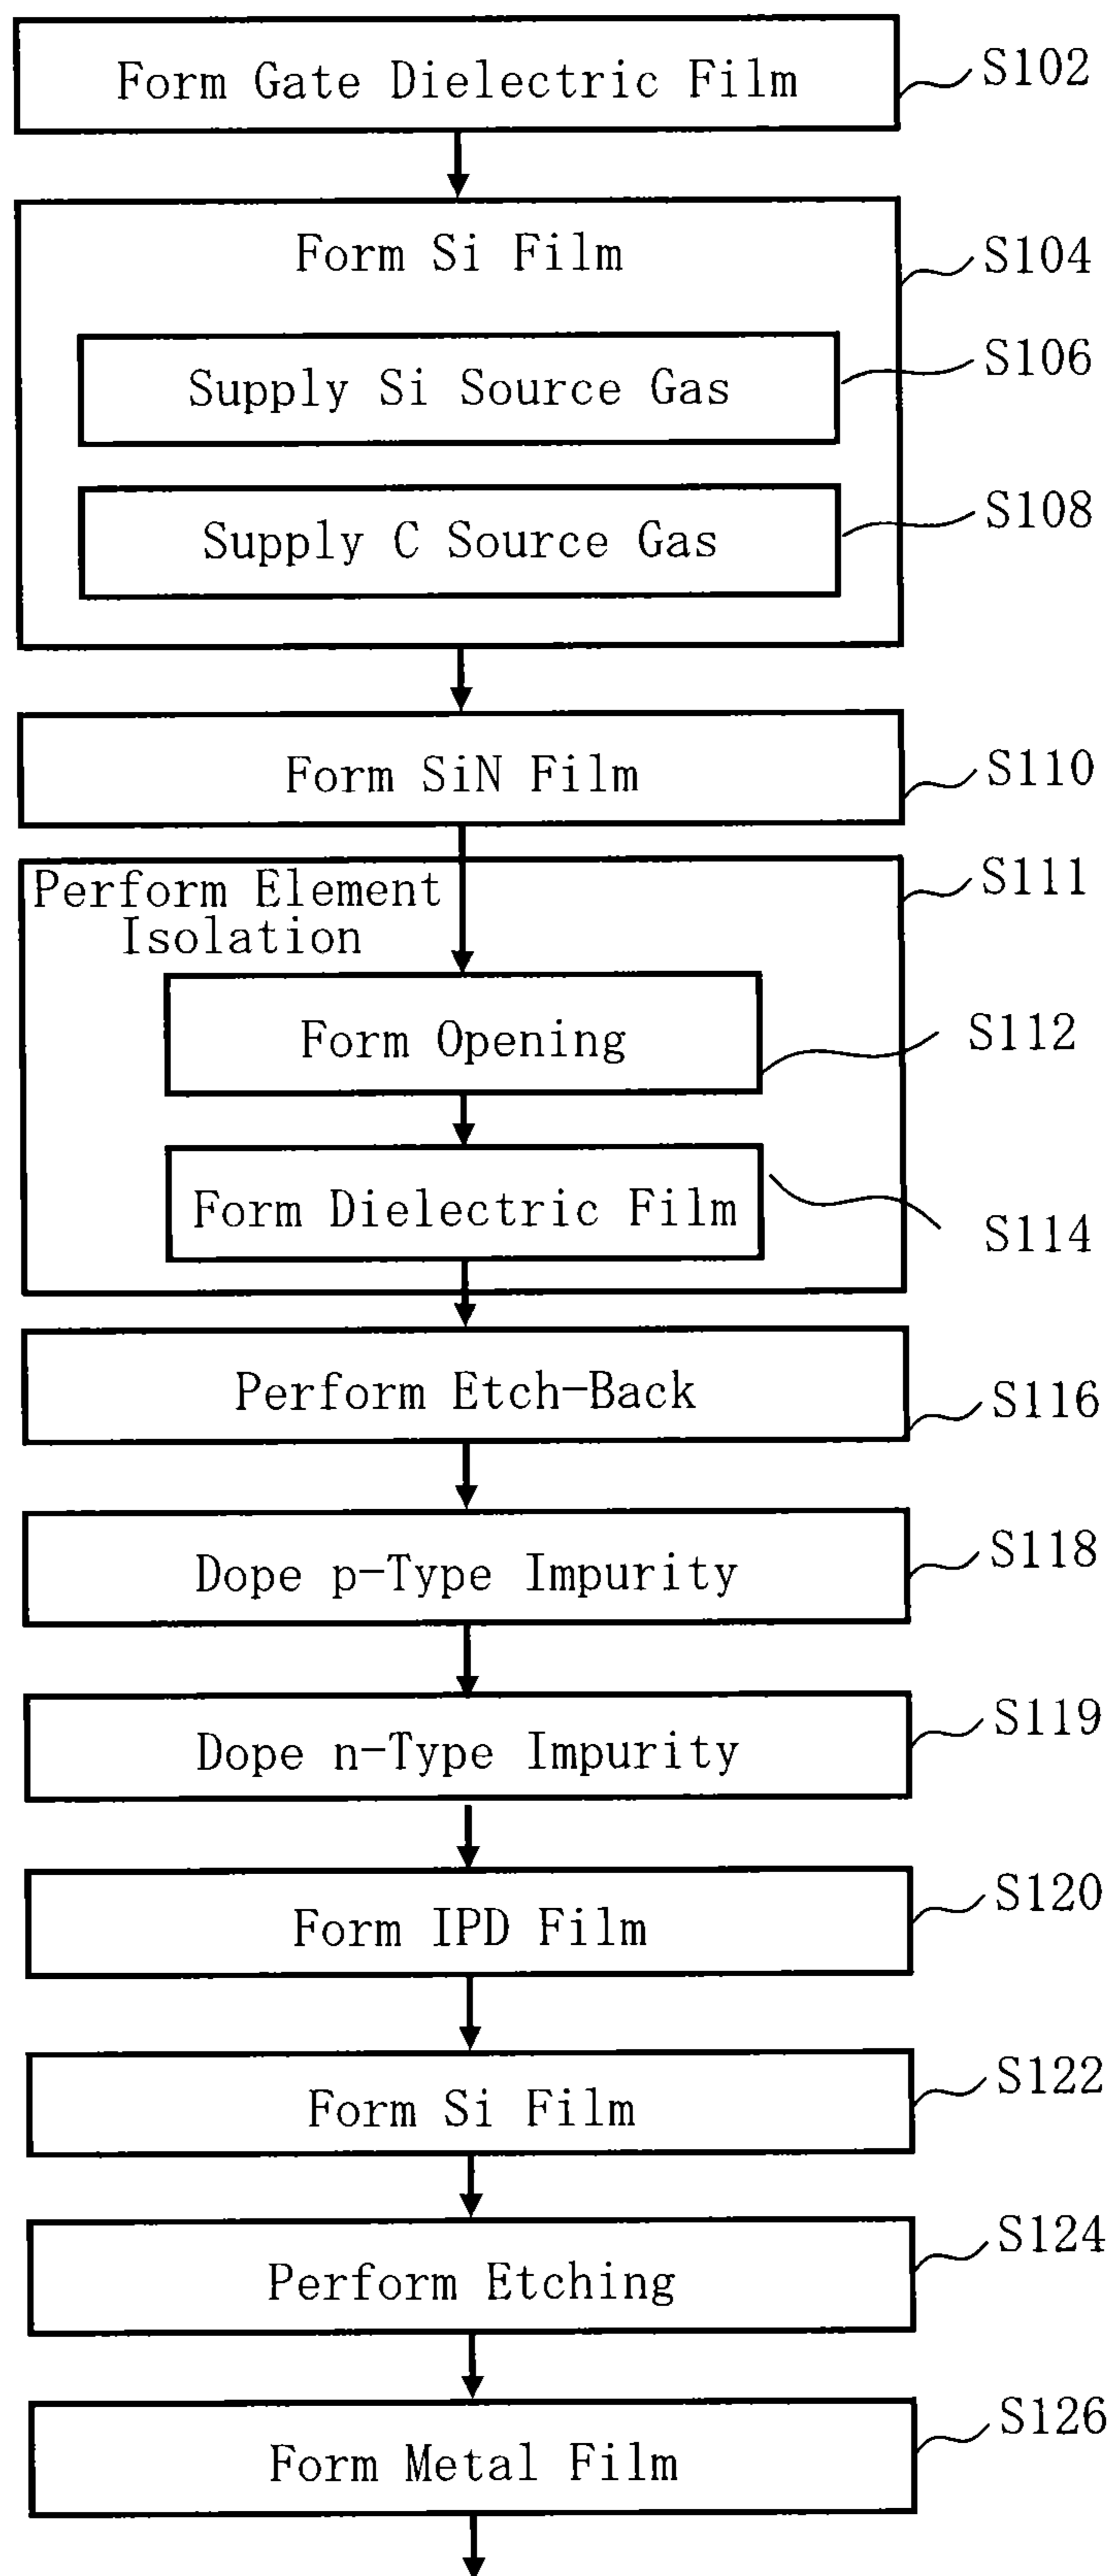 Form Gate Dielectric Film
S102
Form Si Film
S104
Supply Si Source Gas
S106
Supply C Source Gas
S108
Form SiN Film
S110
Perform Element
Isolation
S111
Form Opening
S112
Form Dielectric Film
S114
Perform Etch-Back
S116
Dope p-Type Impurity
S118
Dope n-Type Impurity
S119
Form IPD Film
S120
Form Si Film
S122
Perform Etching
S124
Form Metal Film
S126